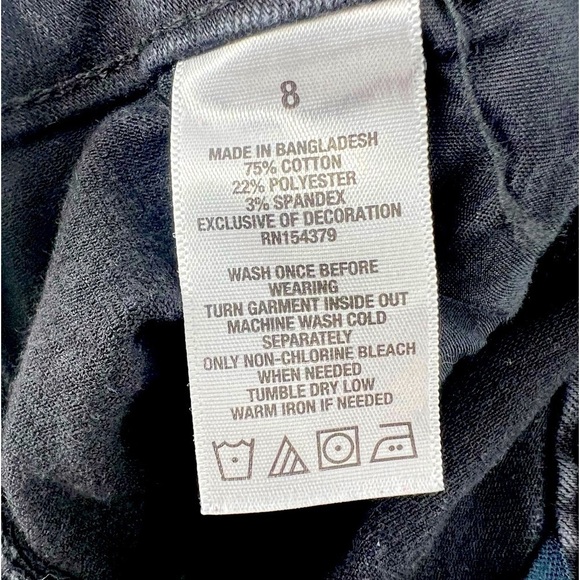 8
MADE IN BANGLADESH
75% COTTON
22% POLYESTER
3% SPANDEX
EXCLUSIVE OF DECORATION
RN154379
WASH ONCE BEFORE
WEARING
TURN GARMENT INSIDE OUT
MACHINE WASH COLD
SEPARATELY
ONLY NON-CHLORINE BLEACH
WHEN NEEDED
TUMBLE DRY LOW
WARM IRON IF NEEDED